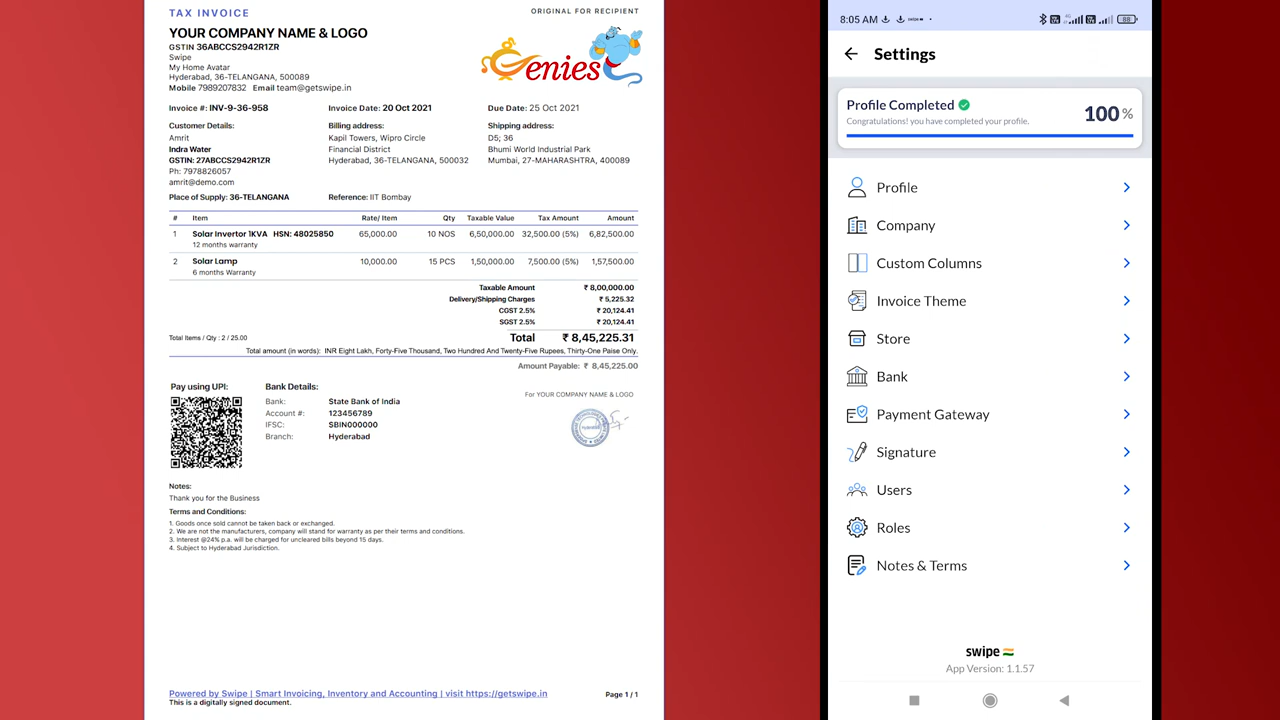 TAX INVOICE
ORIGINAL FOR RECIPIENT
YOUR COMPANY NAME & LOGO
GSTIN 36ABCCS2942R1ZR
Swipe
My Home Avatar
Hyderabad, 36-TELANGANA, 500089
Mobile 7989207832 Email team@getswipe.in
Genies
Invoice #: INV-9-36-958
Invoice Date: 20 Oct 2021
Due Date: 25 Oct 2021
Customer Details:
Amrit
Indra Water
GSTIN: 27ABCCS2942R1ZR
Ph: 7978826057
amrit@demo.com
Billing address:
Kapil Towers, Wipro Circle
Financial District
Hyderabad, 36-TELANGANA, 500032
Shipping address:
D5; 36
Bhumi World Industrial Park
Mumbai, 27-MAHARASHTRA, 400089
Place of Supply: 36-TELANGANA
Reference: IIT Bombay
# Item Rate/ Item Qty Taxable Value Tax Amount Amount
1 Solar Invertor 1KVA HSN: 48025850 65,000.00 10 NOS 6,50,000.00 32,500.00 (5%) 6,82,500.00
12 months warranty
2 Solar Lamp 10,000.00 15 PCS 1,50,000.00 7,500.00 (5%) 1,57,500.00
6 months Warranty
Taxable Amount ₹ 8,00,000.00
Delivery/Shipping Charges ₹ 5,225.32
CGST 2.5% ₹ 20,124.41
SGST 2.5% ₹ 20,124.41
Total Items / Qty : 2 / 25.00 Total ₹ 8,45,225.31
Total amount (in words): INR Eight Lakh, Forty-Five Thousand, Two Hundred And Twenty-Five Rupees, Thirty-One Paise Only.
Amount Payable: ₹ 8,45,225.00
Pay using UPI:
Bank Details:
Bank: State Bank of India
Account #: 123456789
IFSC: SBIN000000
Branch: Hyderabad
For YOUR COMPANY NAME & LOGO
Notes:
Thank you for the Business
Terms and Conditions:
1. Goods once sold cannot be taken back or exchanged.
2. We are not the manufacturers, company will stand for warranty as per their terms and conditions.
3. Interest @24% p.a. will be charged for uncleared bills beyond 15 days.
4. Subject to Hyderabad Jurisdiction.
Powered by Swipe | Smart Invoicing, Inventory and Accounting | visit https://getswipe.in
Page 1 / 1
This is a digitally signed document.
8:05 AM
88
Settings
Profile Completed
Congratulations! you have completed your profile.
100 %
Profile
Company
Custom Columns
Invoice Theme
Store
Bank
Payment Gateway
Signature
Users
Roles
Notes & Terms
swipe
App Version: 1.1.57